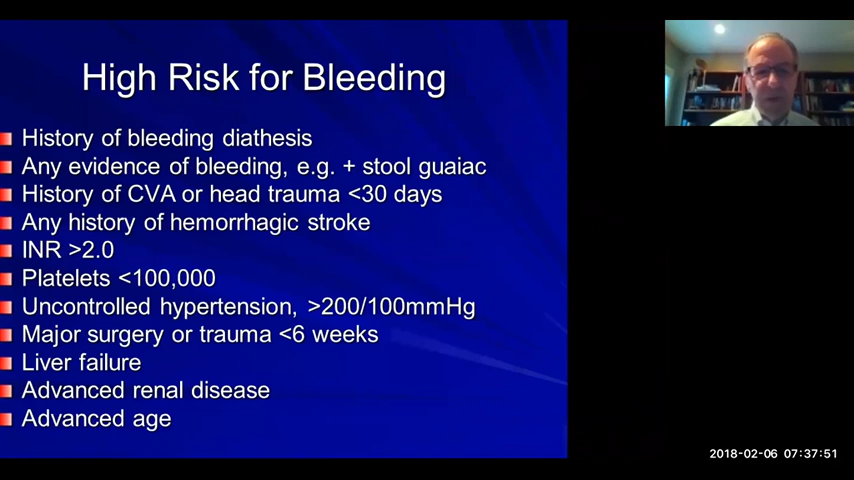 High Risk for Bleeding
History of bleeding diathesis
Any evidence of bleeding, e.g. + stool guaiac
History of CVA or head trauma <30 days
Any history of hemorrhagic stroke
INR >2.0
Platelets <100,000
Uncontrolled hypertension, >200/100mmHg
Major surgery or trauma <6 weeks
Liver failure
Advanced renal disease
Advanced age
2018-02-06 07:37:51